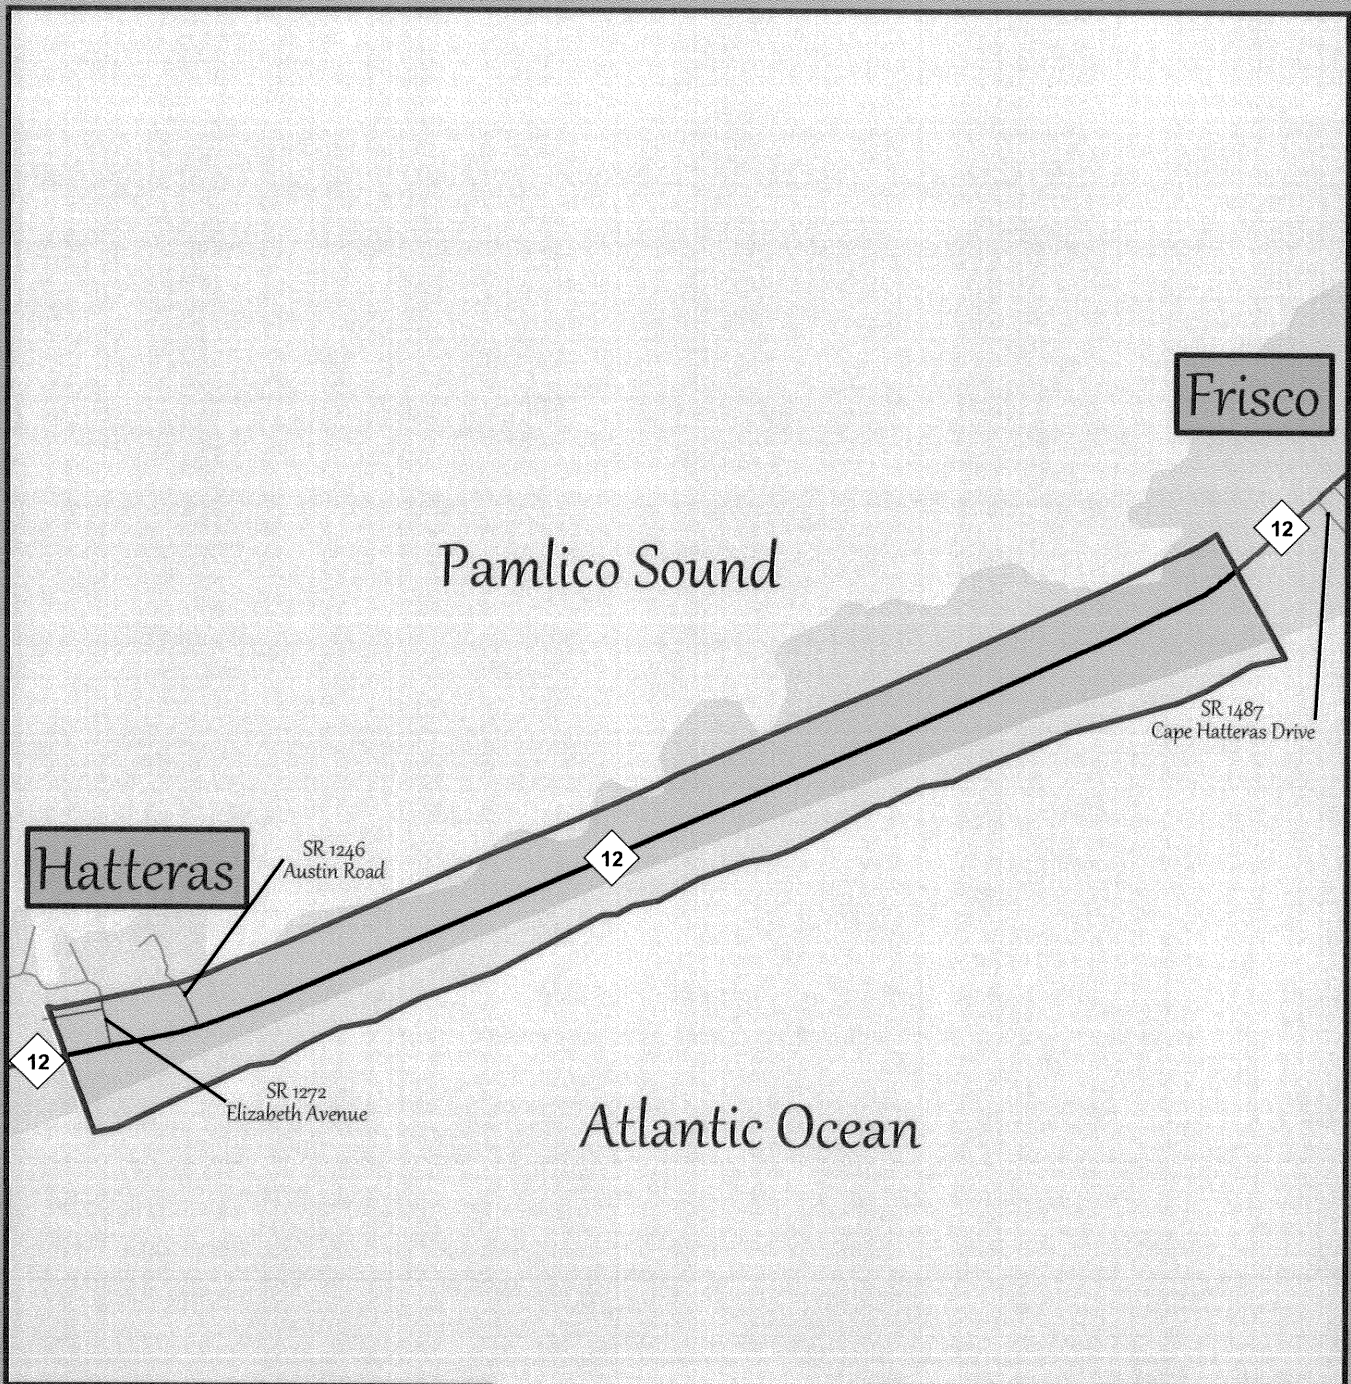 Frisco
12
Pamlico Sound
SR 1487
Cape Hatteras Drive
12
Hatteras
SR 1246
Austin Road
12
SR 1272
Elizabeth Avenue
Atlantic Ocean